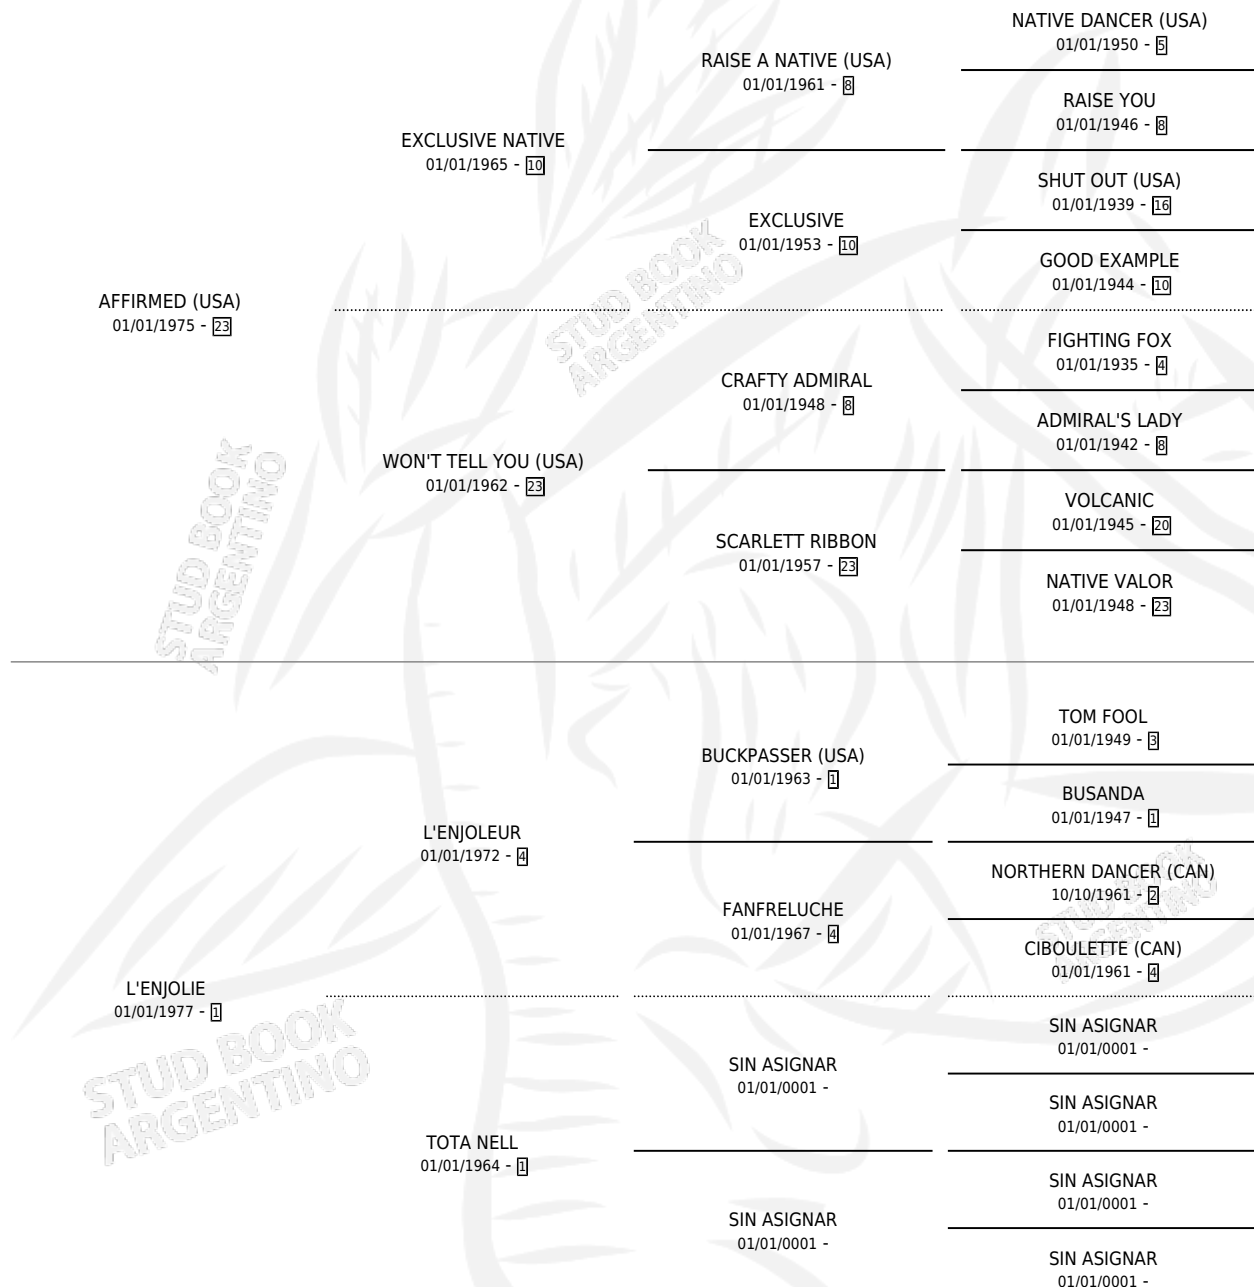 NATIVE DANCER (USA)
01/01/1950 - 5
RAISE A NATIVE (USA)
01/01/1961 - 8
RAISE YOU
01/01/1946 - 8
EXCLUSIVE NATIVE
01/01/1965 - 10
SHUT OUT (USA)
01/01/1939 - 16
EXCLUSIVE
01/01/1953 - 10
GOOD EXAMPLE
01/01/1944 - 10
AFFIRMED (USA)
01/01/1975 - 23
FIGHTING FOX
01/01/1935 - 4
CRAFTY ADMIRAL
01/01/1948 - 8
ADMIRAL'S LADY
01/01/1942 - 8
WON'T TELL YOU (USA)
01/01/1962 - 23
VOLCANIC
01/01/1945 - 20
SCARLETT RIBBON
01/01/1957 - 23
NATIVE VALOR
01/01/1948 - 23
TOM FOOL
01/01/1949 - 3
BUCKPASSER (USA)
01/01/1963 - 1
BUSANDA
01/01/1947 - 1
L'ENJOLEUR
01/01/1972 - 4
NORTHERN DANCER (CAN)
10/10/1961 - 2
FANFRELUCHE
01/01/1967 - 4
CIBOULETTE (CAN)
01/01/1961 - 4
L'ENJOLIE
01/01/1977 - 1
SIN ASIGNAR
01/01/0001 -
SIN ASIGNAR
01/01/0001 -
SIN ASIGNAR
01/01/0001 -
TOTA NELL
01/01/1964 - 1
SIN ASIGNAR
01/01/0001 -
SIN ASIGNAR
01/01/0001 -
SIN ASIGNAR
01/01/0001 -
STUD BOOK
ARGENTINO
STUD BOOK
ARGENTINO
STUD BOOK
ARGENTINO
STUD BOOK
ARGENTINO